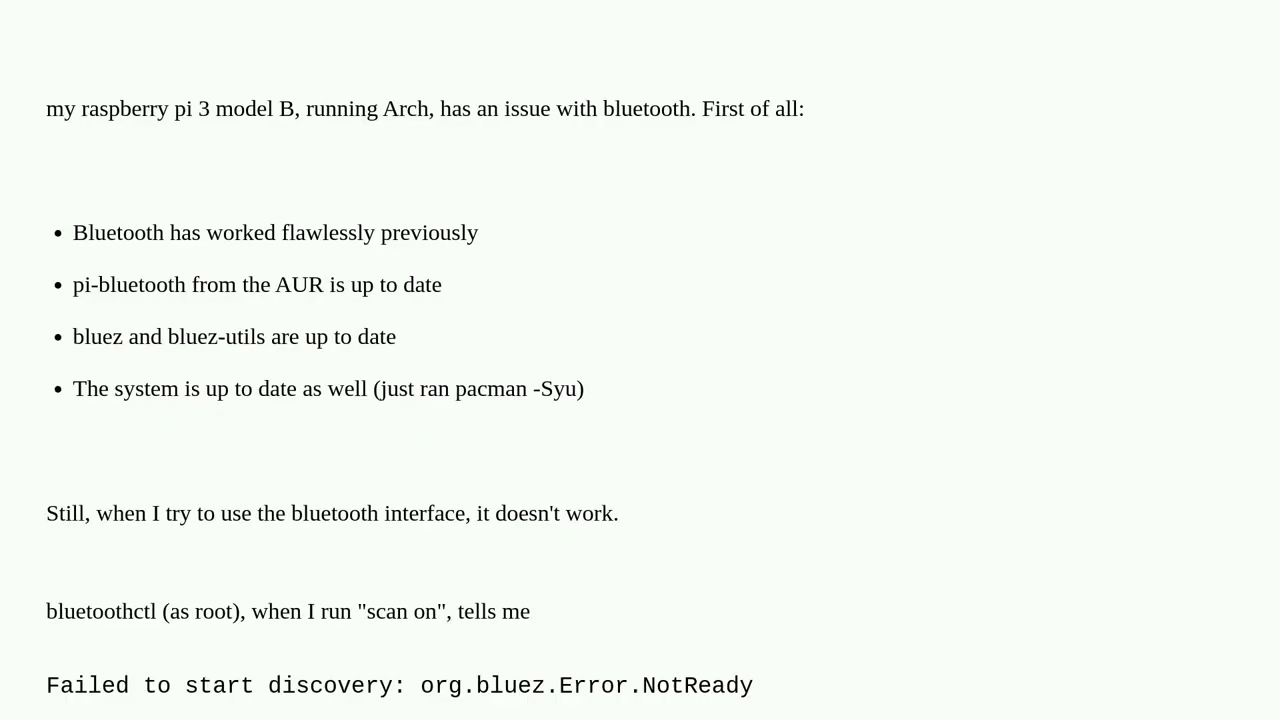 my raspberry pi 3 model B, running Arch, has an issue with bluetooth. First of all:
• Bluetooth has worked flawlessly previously
• pi-bluetooth from the AUR is up to date
• bluez and bluez-utils are up to date
• The system is up to date as well (just ran pacman -Syu)
Still, when I try to use the bluetooth interface, it doesn't work.
bluetoothctl (as root), when I run "scan on", tells me
Failed to start discovery: org.bluez.Error.NotReady